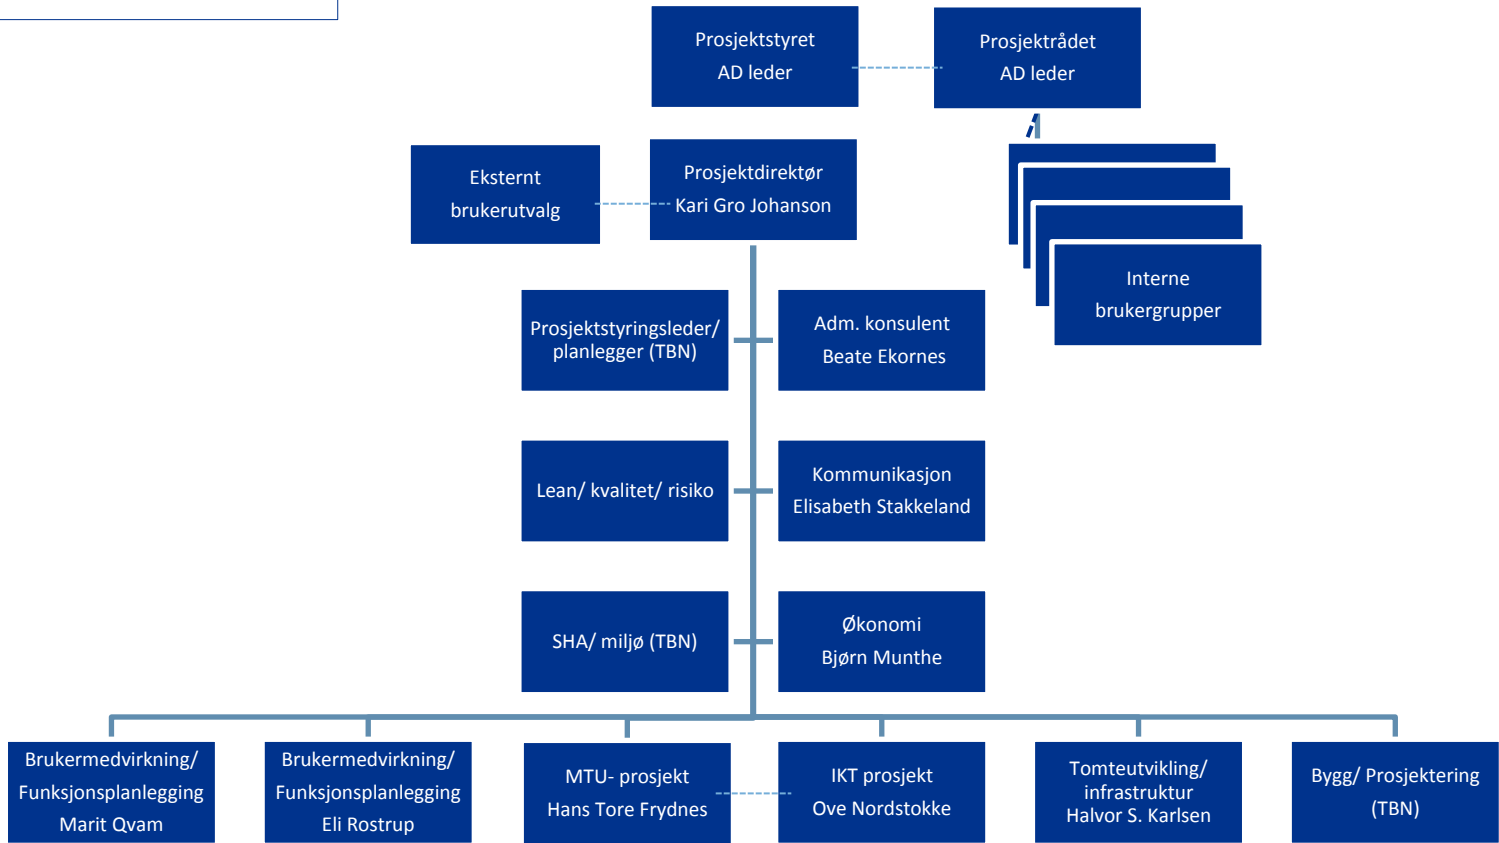 Prosjektstyret
AD leder
Prosjektrådet
AD leder
Eksternt
brukerutvalg
Prosjektdirektør
Kari Gro Johanson
Interne
brukergrupper
Prosjektstyringsleder/
planlegger (TBN)
Adm. konsulent
Beate Ekornes
Lean/ kvalitet/ risiko
Kommunikasjon
Elisabeth Stakkeland
SHA/ miljø (TBN)
Økonomi
Bjørn Munthe
Brukermedvirkning/
Funksjonsplanlegging
Marit Qvam
Brukermedvirkning/
Funksjonsplanlegging
Eli Rostrup
MTU- prosjekt
Hans Tore Frydnes
IKT prosjekt
Ove Nordstokke
Tomteutvikling/
infrastruktur
Halvor S. Karlsen
Bygg/ Prosjektering
(TBN)